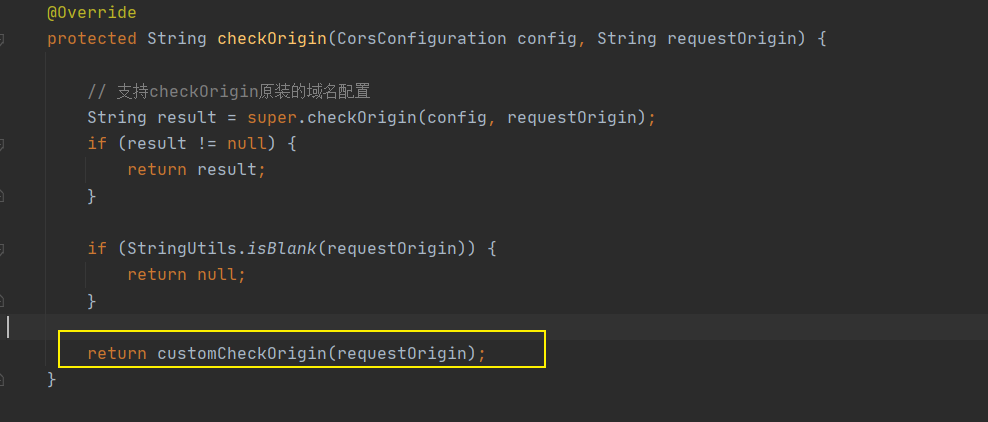 @Override
protected String checkOrigin(CorsConfiguration config, String requestOrigin) {
// 支持checkOrigin原装的域名配置
String result = super.checkOrigin(config, requestOrigin);
if (result != null) {
return result;
}
if (StringUtils.isBlank(requestOrigin)) {
return null;
}
return customCheckOrigin(requestOrigin);
}